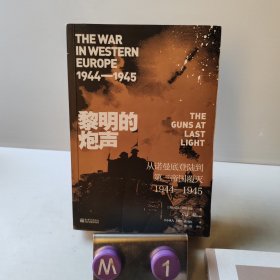 THE WAR
IN WESTERN
EUROPE
1944—1945
黎明的
炮声
THE
GUNS AT
LAST
LIGHT
从诺曼底登陆到
第三帝国覆灭
1944—1945
M
1